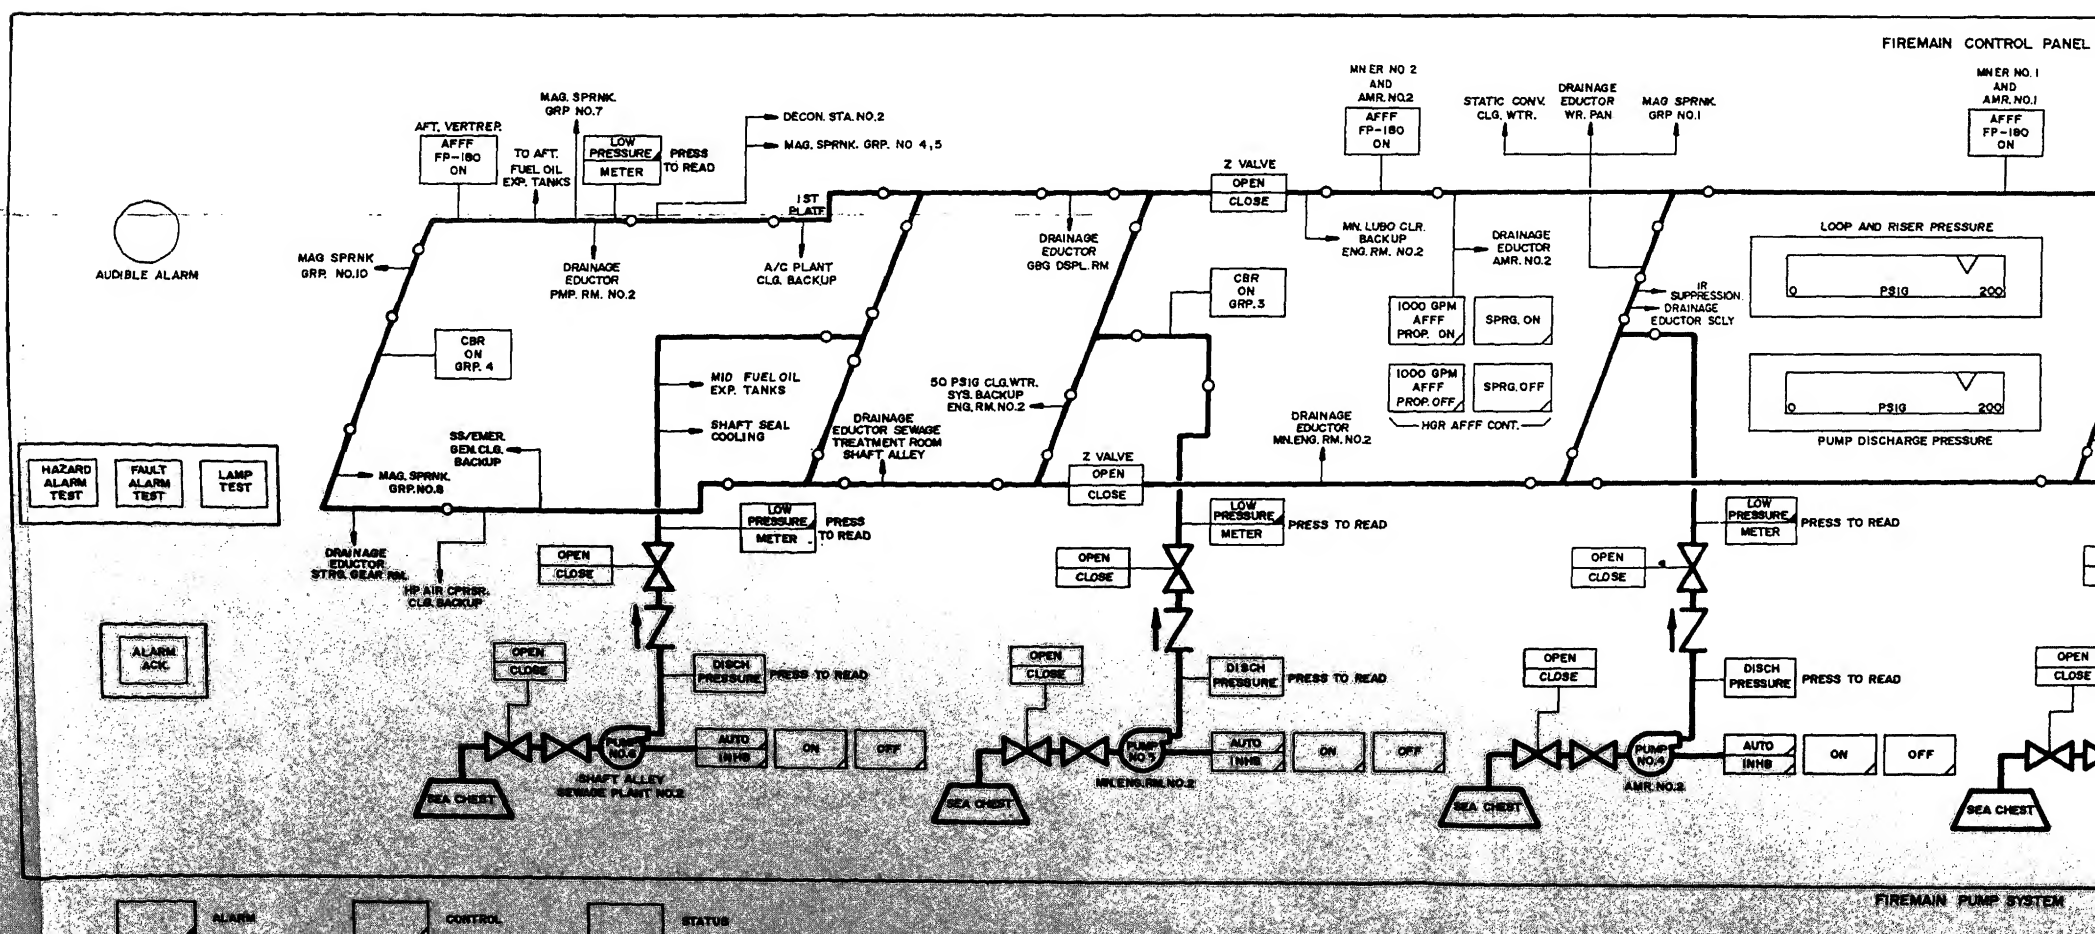 FIREMAIN CONTROL PANEL
MN ER NO 2
AND
AMR. NO.2
AFFF
FP-180
ON
STATIC CONV.
CLG. WTR.
DRAINAGE
EDUCTOR
WR. PAN
MAG SPRNK.
GRP NO.1
MN ER NO. 1
AND
AMR. NO.1
AFFF
FP-180
ON
AFT. VERTREP.
AFFF
FP-180
ON
TO AFT.
FUEL OIL
EXP. TANKS
MAG. SPRNK.
GRP NO.7
LOW
PRESSURE
METER
PRESS
TO READ
DECON. STA. NO.2
MAG. SPRNK. GRP. NO 4,5
1ST
PLATF.
Z VALVE
OPEN
CLOSE
AUDIBLE ALARM
MAG SPRNK
GRP. NO.10
DRAINAGE
EDUCTOR
PMP. RM. NO.2
A/C PLANT
CLG. BACKUP
DRAINAGE
EDUCTOR
GBG DSPL. RM
CBR
ON
GRP. 3
MN. LUBO CLR.
BACKUP
ENG. RM. NO.2
DRAINAGE
EDUCTOR
AMR. NO.2
IR
SUPPRESSION.
DRAINAGE
EDUCTOR SCLY
LOOP AND RISER PRESSURE
0 PSIG 200
CBR
ON
GRP. 4
1000 GPM
AFFF
PROP. ON
SPRG. ON
1000 GPM
AFFF
PROP. OFF
SPRG. OFF
HGR AFFF CONT.
0 PSIG 200
PUMP DISCHARGE PRESSURE
MID FUEL OIL
EXP. TANKS
SHAFT SEAL
COOLING
50 PSIG CLG. WTR.
SYS. BACKUP
ENG. RM. NO.2
DRAINAGE
EDUCTOR SEWAGE
TREATMENT ROOM
SHAFT ALLEY
DRAINAGE
EDUCTOR
MN. ENG. RM. NO.2
SS/EMER.
GEN. CLG.
BACKUP
MAG. SPRNK.
GRP. NO.8
Z VALVE
OPEN
CLOSE
HAZARD
ALARM
TEST
FAULT
ALARM
TEST
LAMP
TEST
DRAINAGE
EDUCTOR
STRG. GEAR RM.
HP AIR CPRSR.
CLG. BACKUP
LOW
PRESSURE
METER
PRESS
TO READ
LOW
PRESSURE
METER
PRESS TO READ
LOW
PRESSURE
METER
PRESS TO READ
OPEN
CLOSE
OPEN
CLOSE
OPEN
CLOSE
ALARM
ACK.
OPEN
CLOSE
DISCH
PRESSURE
PRESS TO READ
OPEN
CLOSE
DISCH
PRESSURE
PRESS TO READ
OPEN
CLOSE
DISCH
PRESSURE
PRESS TO READ
OPEN
CLOSE
PUMP
NO.6
AUTO
INHB
ON
OFF
PUMP
NO 5
AUTO
INHB
ON
OFF
PUMP
NO.4
AUTO
INHB
ON
OFF
SHAFT ALLEY
SEWAGE PLANT NO.2
MN. ENG. RM. NO.2
AMR. NO.2
SEA CHEST
SEA CHEST
SEA CHEST
SEA CHEST
FIREMAIN PUMP SYSTEM
ALARM
CONTROL
STATUS